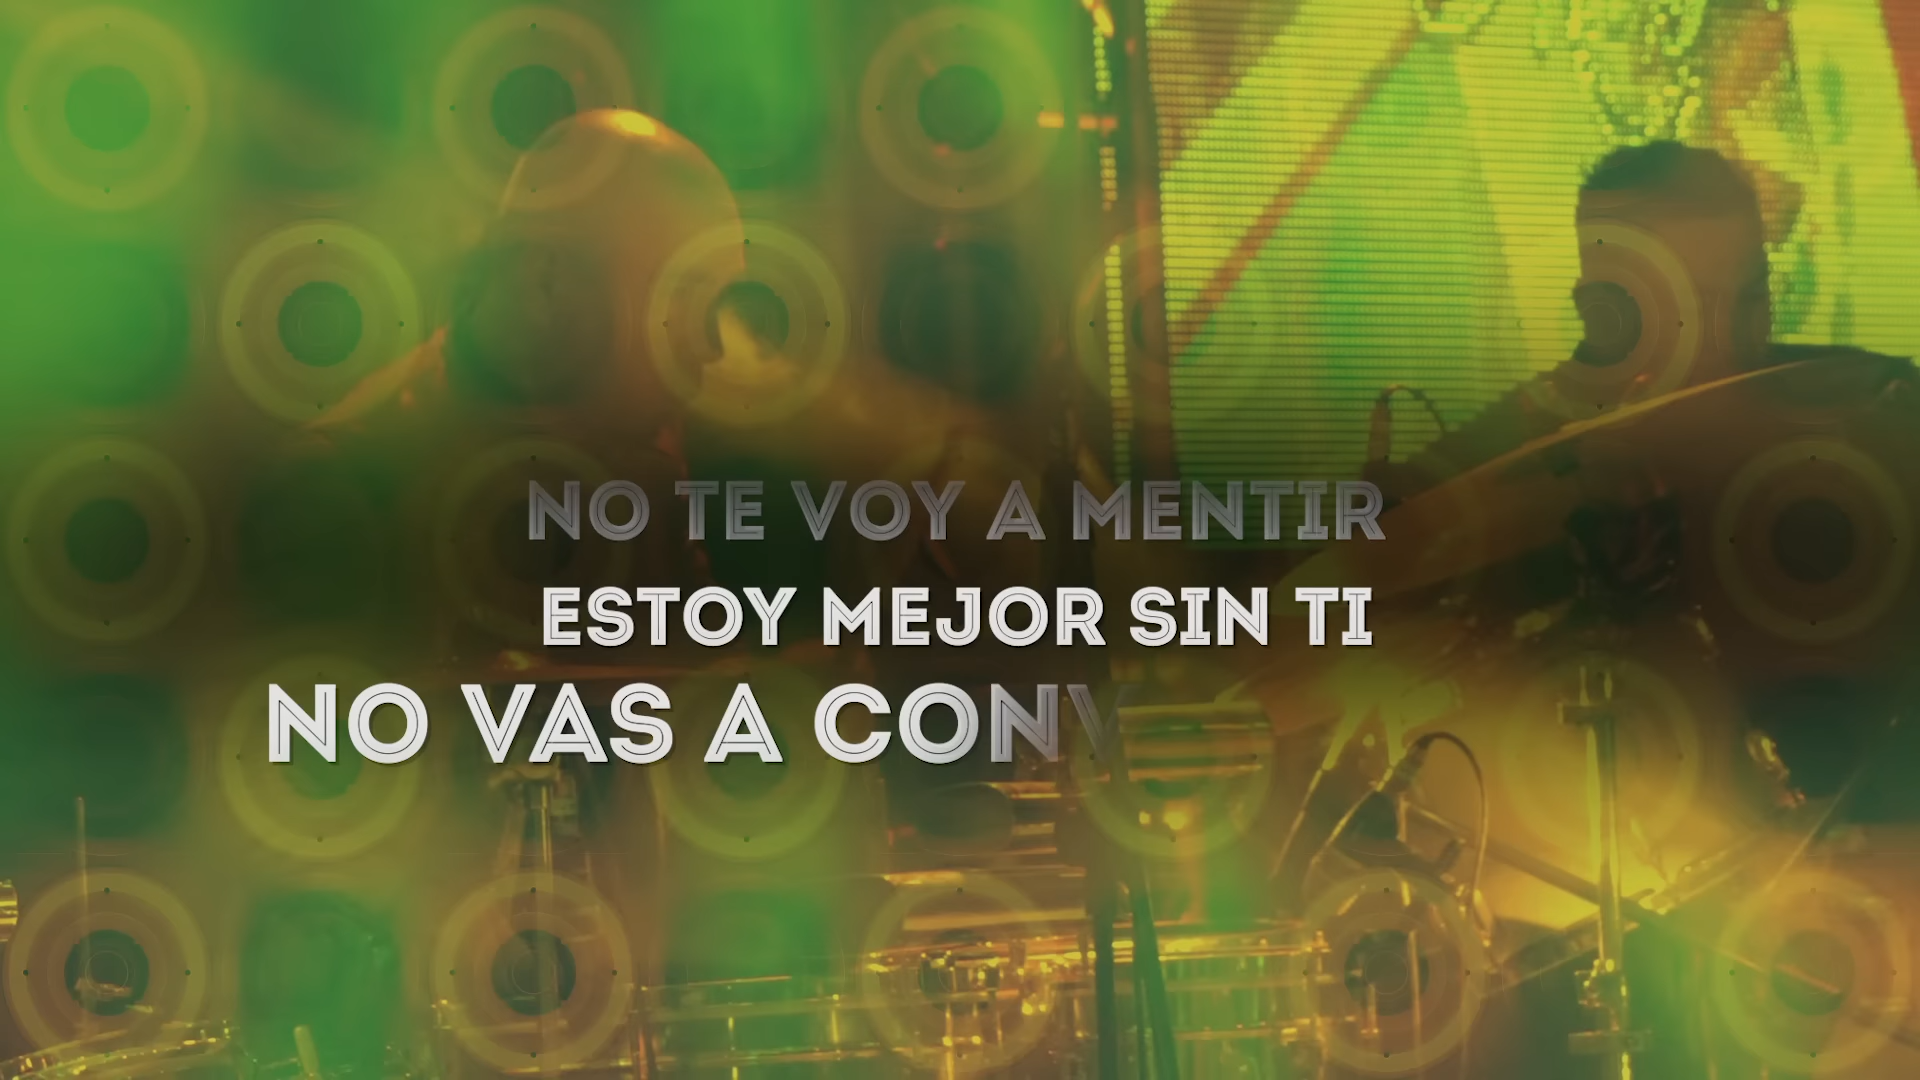 NO TE VOY A MENTIR
ESTOY MEJOR SIN TI
NO VAS A CONV